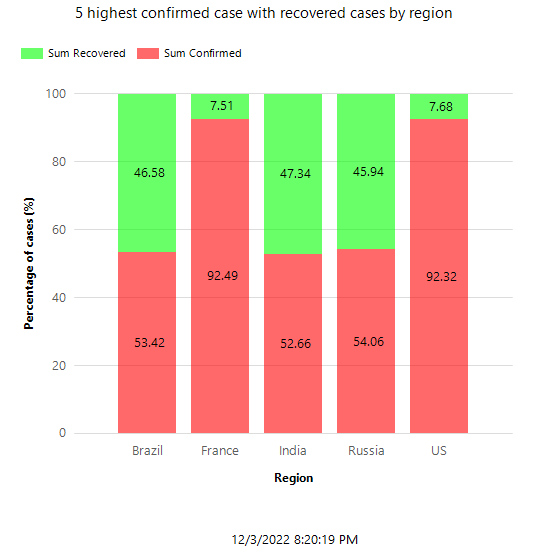 5 highest confirmed case with recovered cases by region
Sum Recovered Sum Confirmed
100
80
60
40
20
0
Percentage of cases (%)
46.58 7.51 47.34 45.94 7.68
53.42 92.49 52.66 54.06 92.32
Brazil France India Russia US
Region
12/3/2022 8:20:19 PM